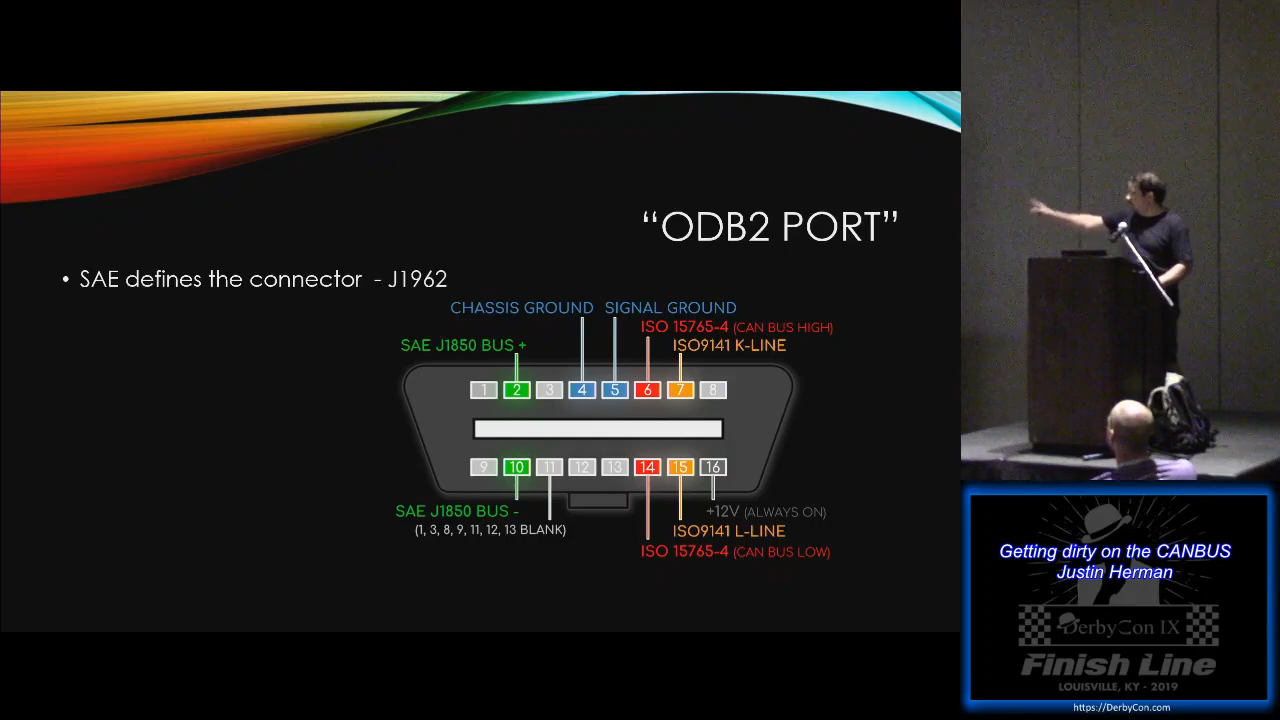 “ODB2 PORT”
• SAE defines the connector - J1962
CHASSIS GROUND SIGNAL GROUND
ISO 15765-4 (CAN BUS HIGH)
SAE J1850 BUS + ISO9141 K-LINE
1 2 3 4 5 6 7 8
9 10 11 12 13 14 15 16
SAE J1850 BUS - +12V (ALWAYS ON)
(1, 3, 8, 9, 11, 12, 13 BLANK) ISO9141 L-LINE
ISO 15765-4 (CAN BUS LOW)
Getting dirty on the CANBUS
Justin Herman
DerbyCon IX
Finish Line
LOUISVILLE, KY - 2019
https://DerbyCon.com